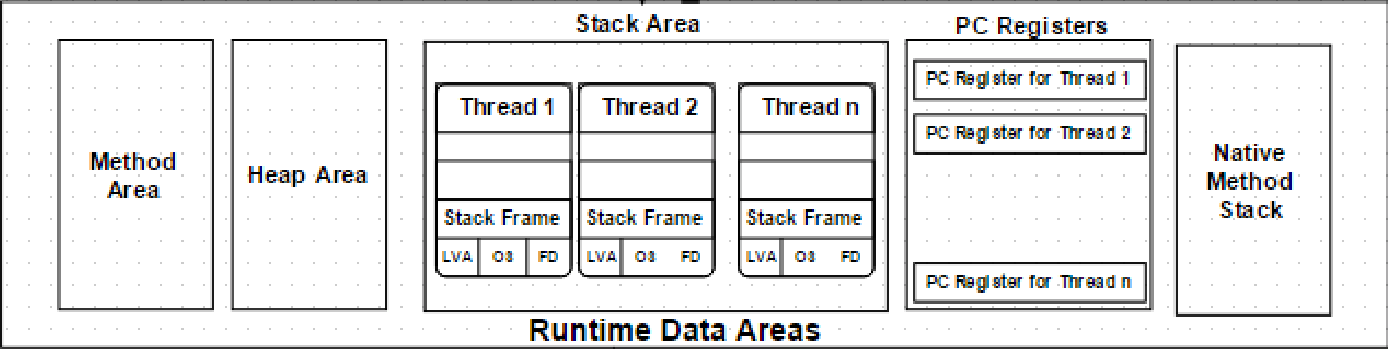 Stack Area
PC Registers
Method
Area
Heap Area
Thread 1
Thread 2
Thread n
Stack Frame
Stack Frame
Stack Frame
LVA
OS
FD
LVA
OS
FD
LVA
OS
FD
PC Register for Thread 1
PC Register for Thread 2
PC Register for Thread n
Native
Method
Stack
Runtime Data Areas